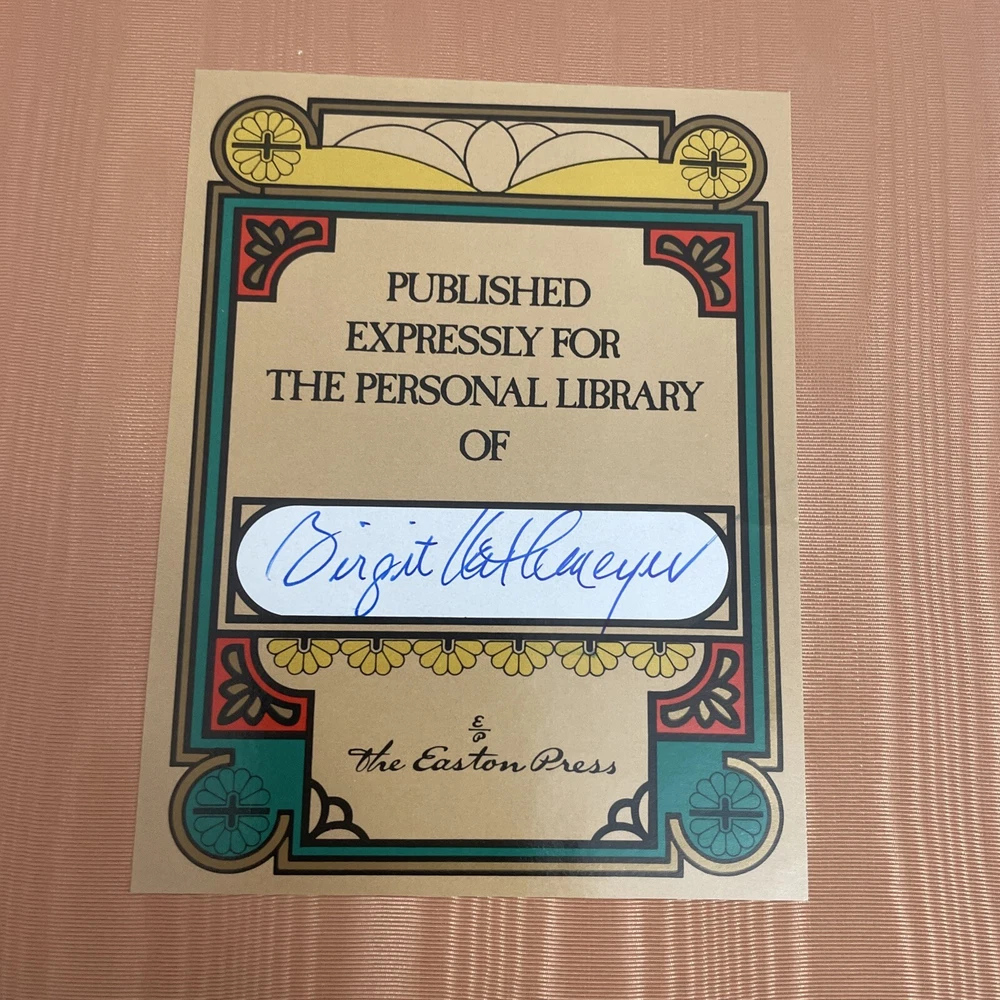 PUBLISHED
EXPRESSLY FOR
THE PERSONAL LIBRARY
OF
Birgit
E
P
the Easton Press